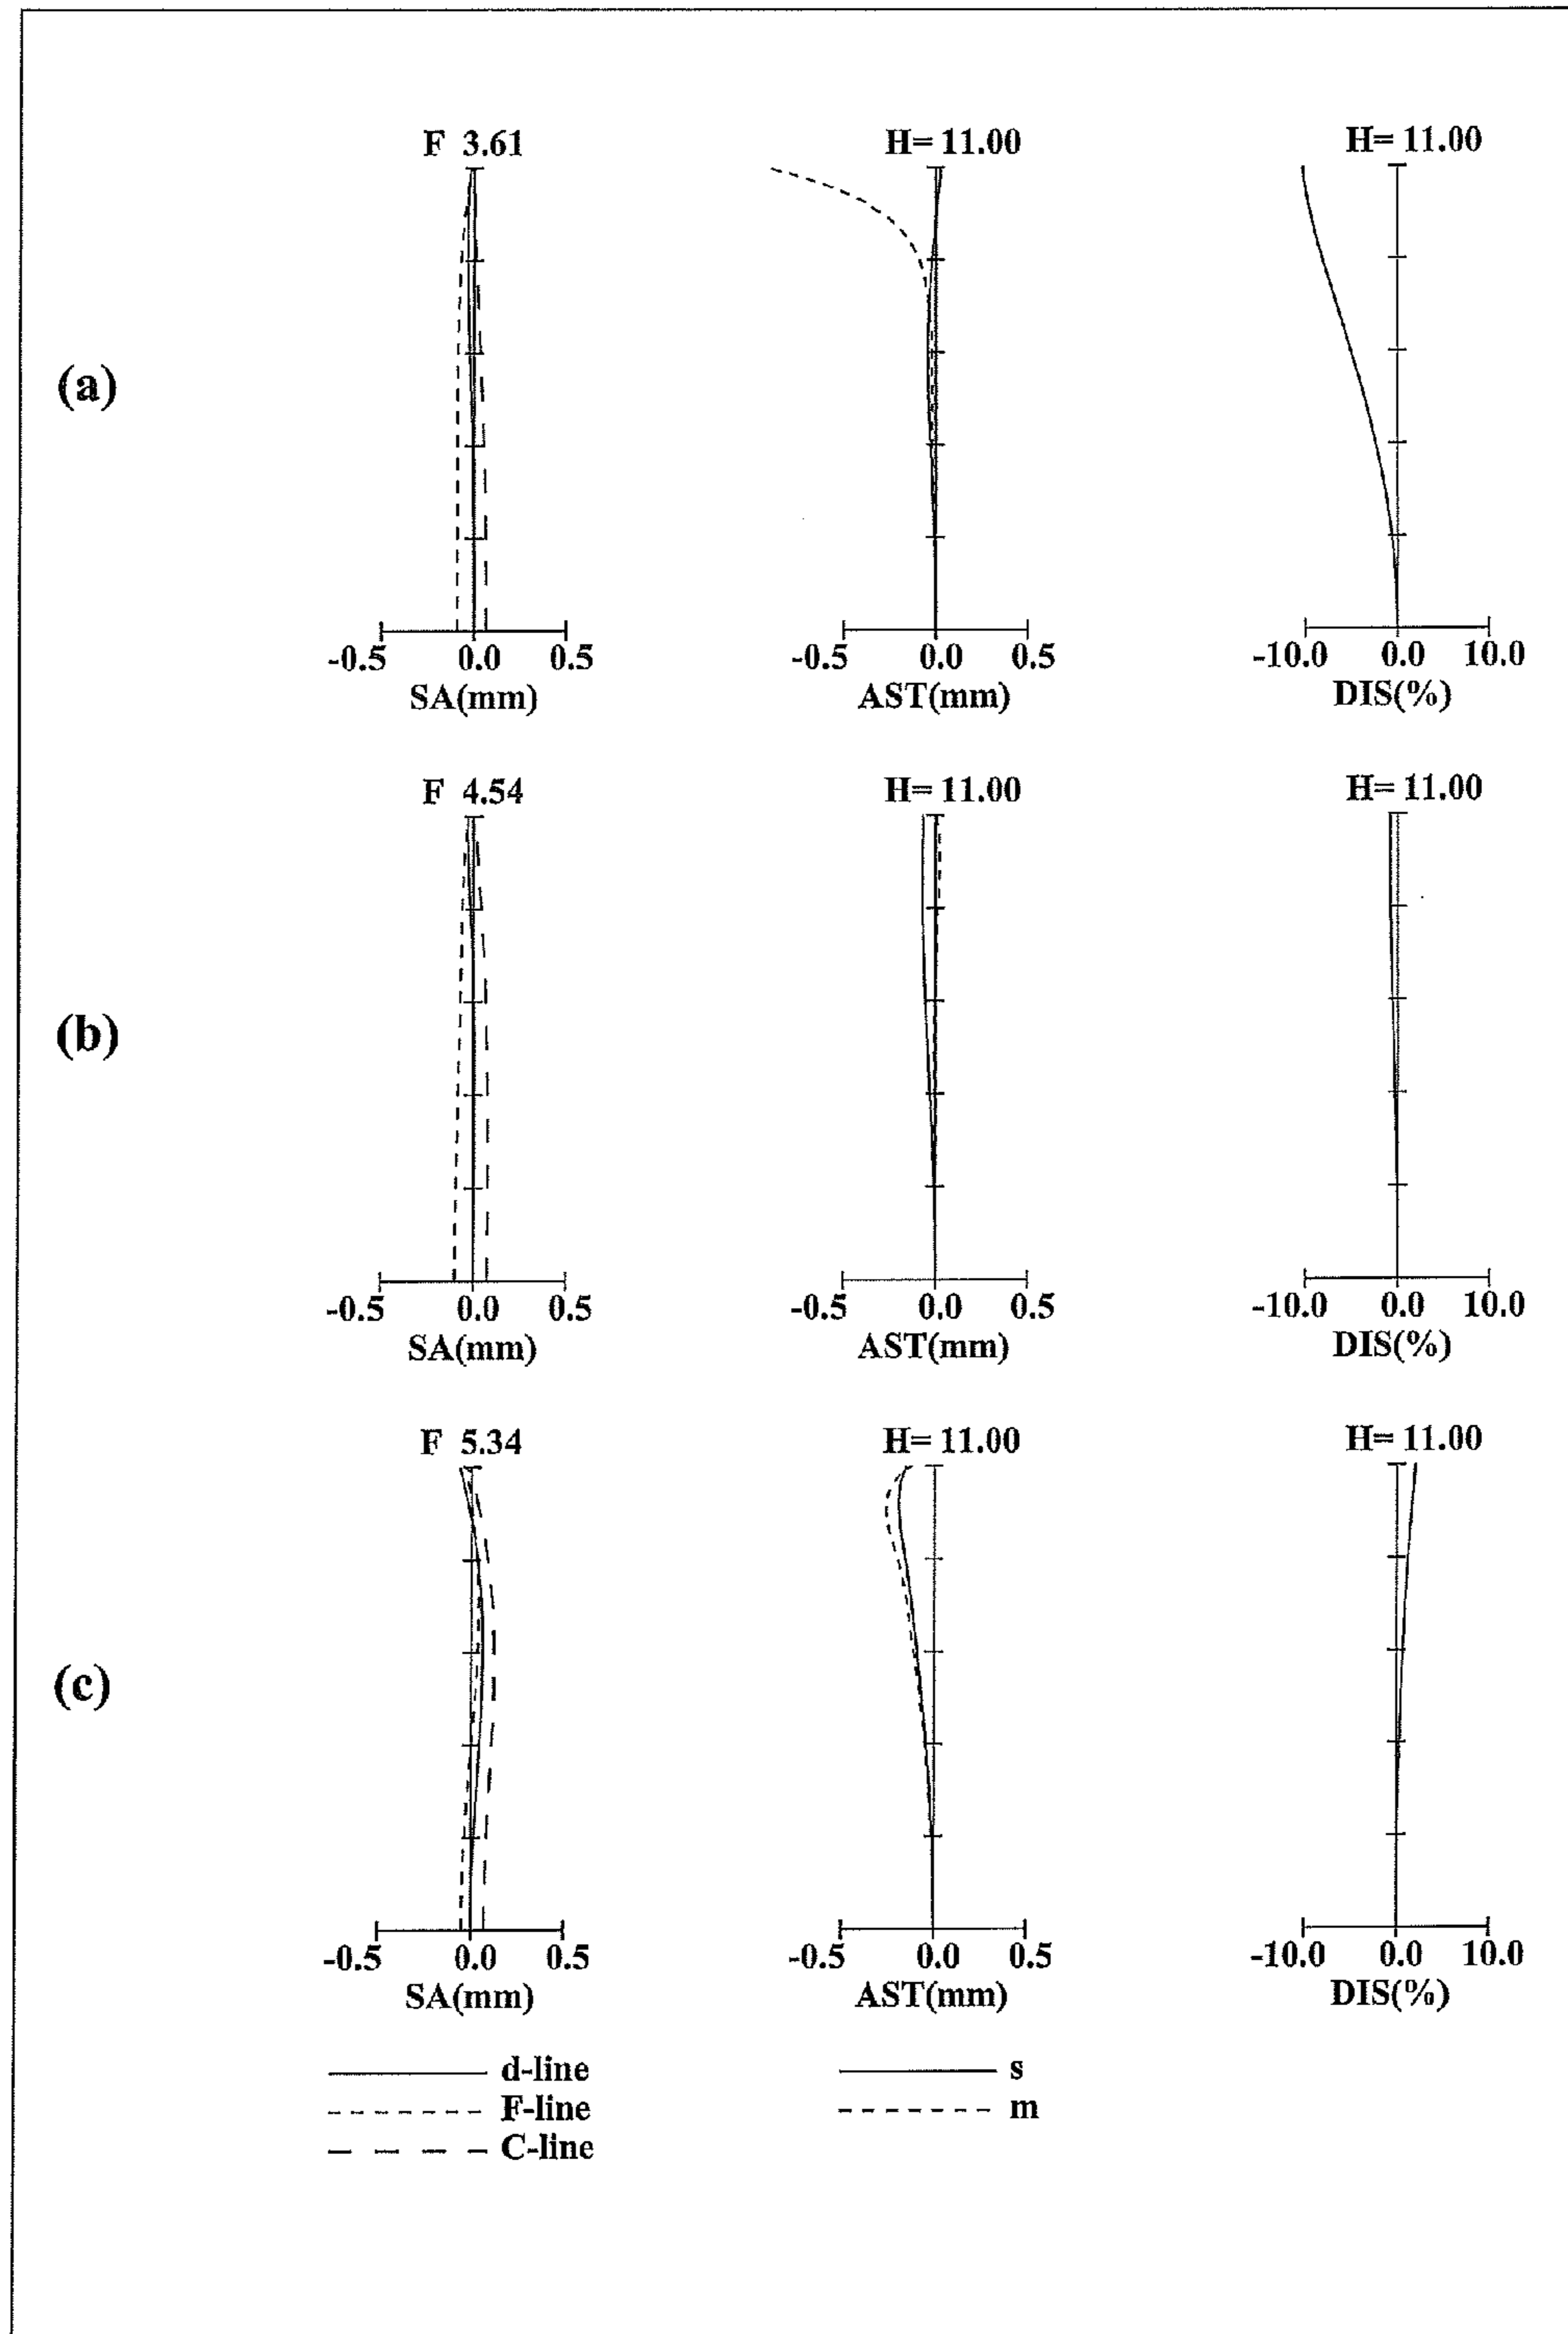 F 3.61 H= 11.00 H= 11.00
(a)
-0.5 0.0 0.5 -0.5 0.0 0.5 -10.0 0.0 10.0
SA(mm) AST(mm) DIS(%)
F 4.54 H= 11.00 H= 11.00
(b)
-0.5 0.0 0.5 -0.5 0.0 0.5 -10.0 0.0 10.0
SA(mm) AST(mm) DIS(%)
F 5.34 H= 11.00 H= 11.00
(c)
-0.5 0.0 0.5 -0.5 0.0 0.5 -10.0 0.0 10.0
SA(mm) AST(mm) DIS(%)
d-line s
F-line m
C-line